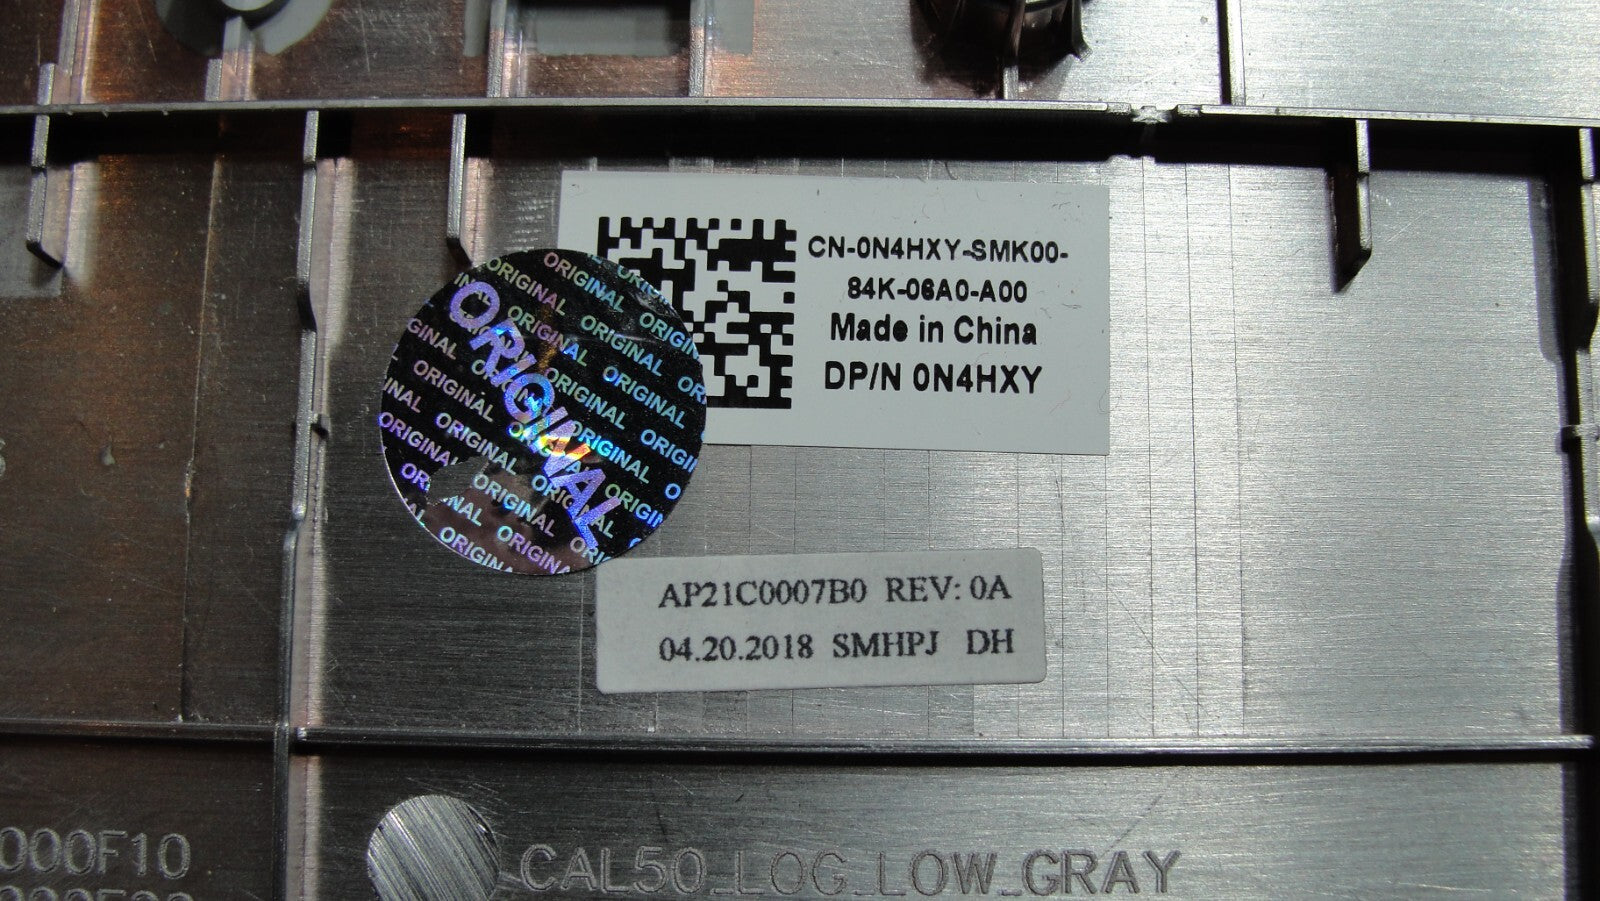 CN-0N4HXY-SMK00-
84K-06A0-A00
Made in China
DP/N 0N4HXY
ORIGINAL
AP21C0007B0 REV: 0A
04.20.2018 SMHPJ DH
000F10
CAL50_LOG_LOW_GRAY